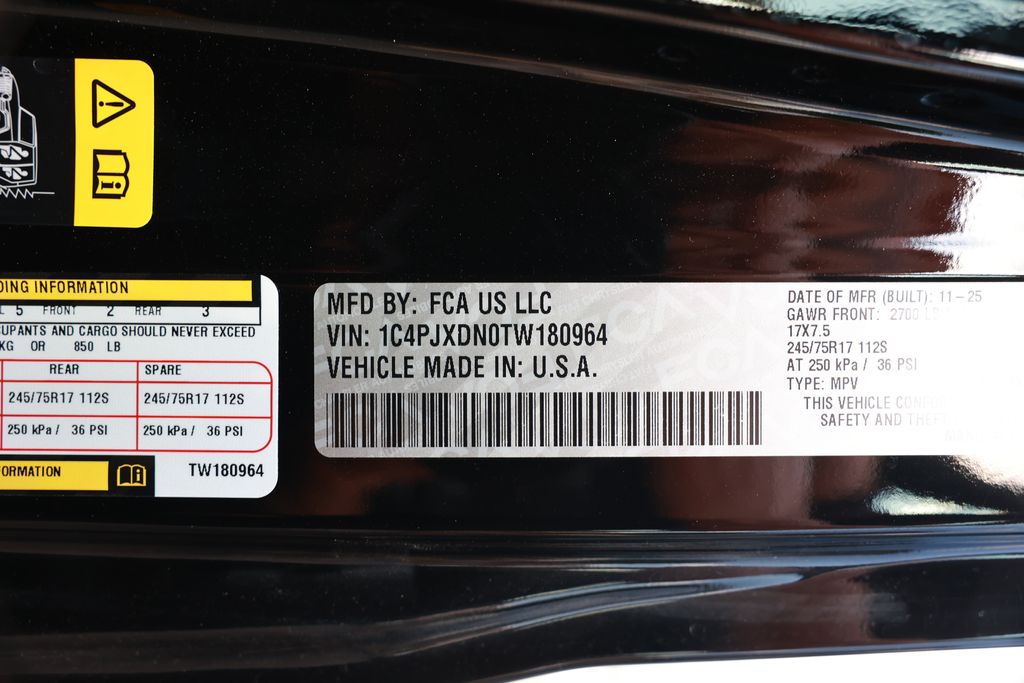 DING INFORMATION
5 FRONT 2 REAR 3
UPANTS AND CARGO SHOULD NEVER EXCEED
KG OR 850 LB
REAR SPARE
245/75R17 112S 245/75R17 112S
250 kPa / 36 PSI 250 kPa / 36 PSI
FORMATION
TW180964
MFD BY: FCA US LLC
VIN: 1C4PJXDN0TW180964
VEHICLE MADE IN: U.S.A.
DATE OF MFR (BUILT): 11-25
GAWR FRONT: 2700 LB
17X7.5
245/75R17 112S
AT 250 kPa / 36 PSI
TYPE: MPV
THIS VEHICLE
SAFETY AND